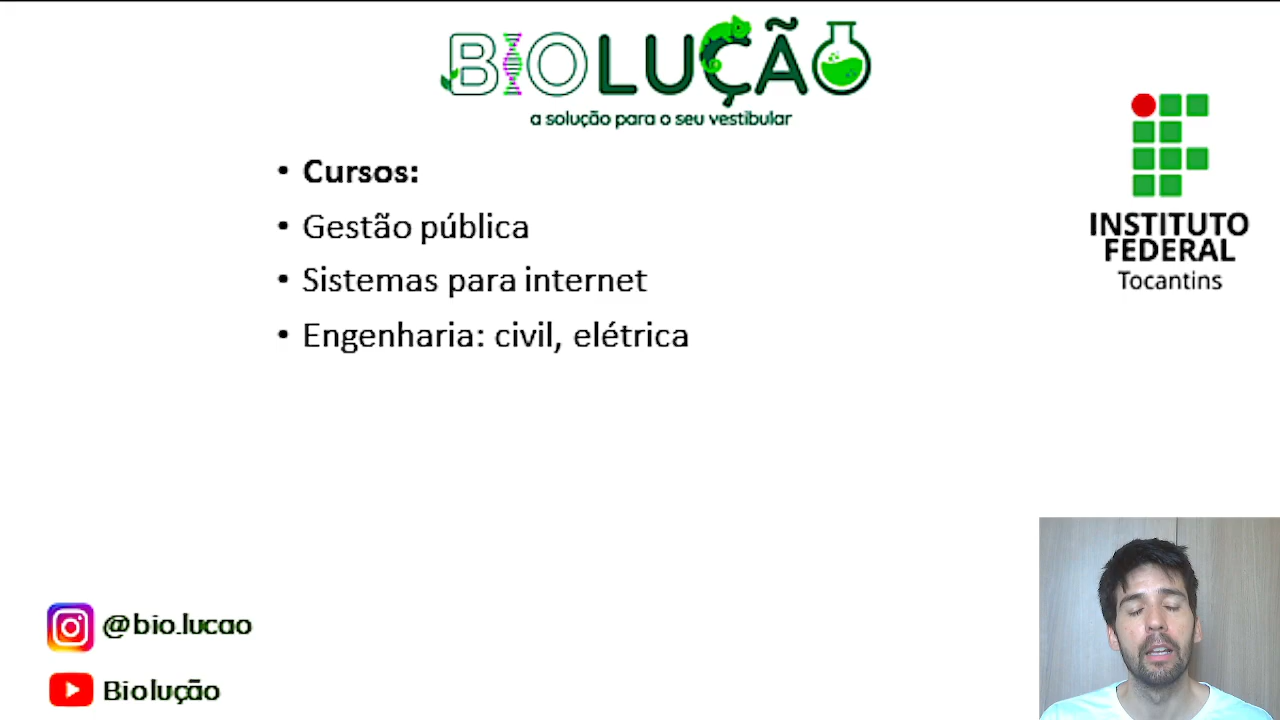 BIOLUÇÃO
a solução para o seu vestibular
• Cursos:
• Gestão pública
• Sistemas para internet
• Engenharia: civil, elétrica
INSTITUTO
FEDERAL
Tocantins
@bio.lucao
Biolução